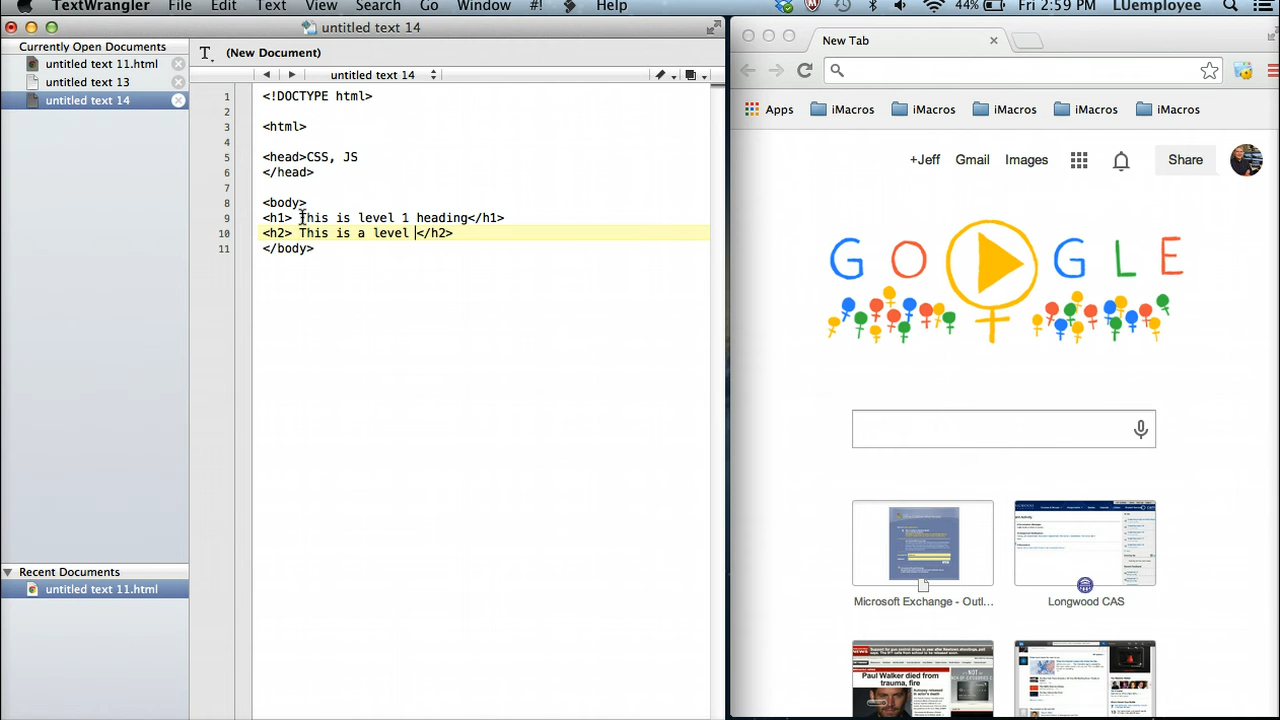 TextWrangler File Edit Text View Search Go Window #! Help 44% Fri 2:59 PM LUemployee
untitled text 14
Currently Open Documents
untitled text 11.html
untitled text 13
untitled text 14
(New Document)
untitled text 14
1 <!DOCTYPE html>
2
3 <html>
4
5 <head>CSS, JS
6 </head>
7
8 <body>
9 <h1> This is level 1 heading</h1>
10 <h2> This is a level </h2>
11 </body>
Recent Documents
untitled text 11.html
New Tab
Apps iMacros iMacros iMacros iMacros iMacros
+Jeff Gmail Images Share
GO GLE
Microsoft Exchange - Outl...
Longwood CAS
Paul Walker died from
trauma, fire